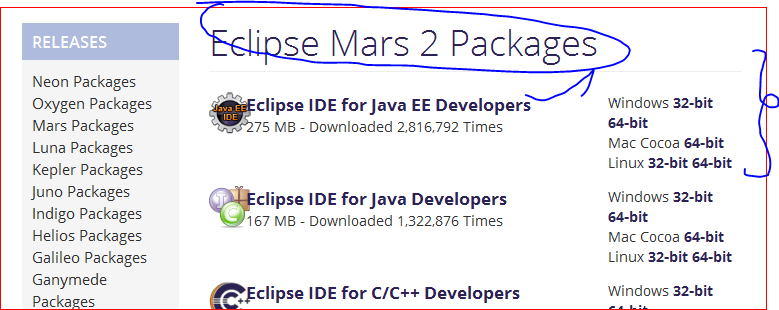 RELEASES
Neon Packages
Oxygen Packages
Mars Packages
Luna Packages
Kepler Packages
Juno Packages
Indigo Packages
Helios Packages
Galileo Packages
Ganymede
Packages
Eclipse Mars 2 Packages
Java EE
IDE
Eclipse IDE for Java EE Developers
275 MB - Downloaded 2,816,792 Times
Windows 32-bit
64-bit
Mac Cocoa 64-bit
Linux 32-bit 64-bit
J
C
Eclipse IDE for Java Developers
167 MB - Downloaded 1,322,876 Times
Windows 32-bit
64-bit
Mac Cocoa 64-bit
Linux 32-bit 64-bit
C++
Eclipse IDE for C/C++ Developers
Windows 32-bit
64-bit